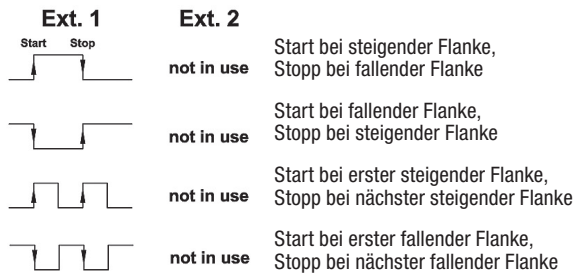 Ext. 1 Ext. 2
Start Stop
not in use Start bei steigender Flanke,
Stopp bei fallender Flanke
not in use Start bei fallender Flanke,
Stopp bei steigender Flanke
not in use Start bei erster steigender Flanke,
Stopp bei nächster steigender Flanke
not in use Start bei erster fallender Flanke,
Stopp bei nächster fallender Flanke